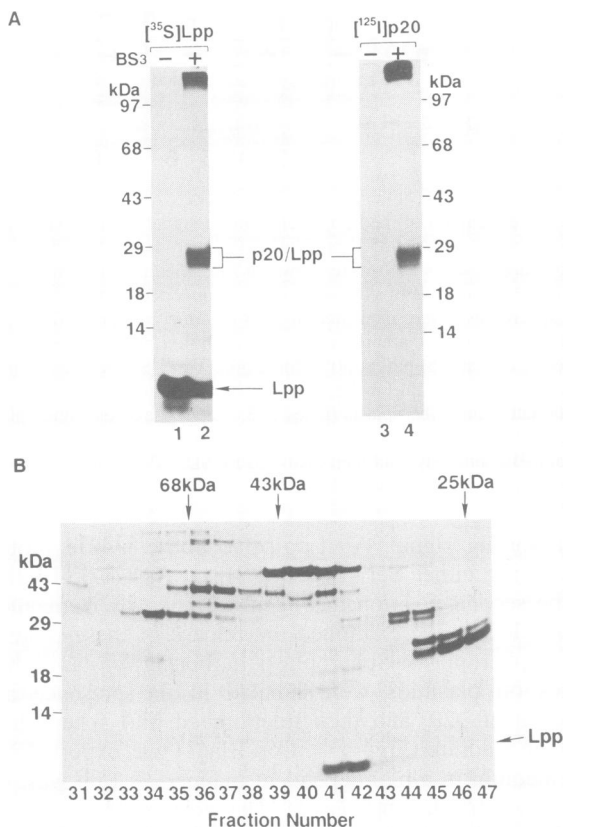 A
[³⁵S]Lpp [¹²⁵I]p20
BS3 − + − +
kDa kDa
97 97
68 68
43 43
29 p20/Lpp 29
18 18
14 14
Lpp
1 2 3 4
B
68kDa 43kDa 25kDa
kDa
43
29
18
14
Lpp
31 32 33 34 35 36 37 38 39 40 41 42 43 44 45 46 47
Fraction Number